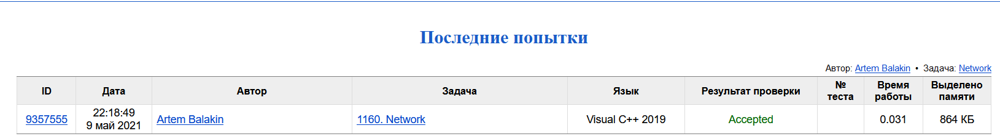 Последние попытки
Автор: Artem Balakin • Задача: Network
ID Дата Автор Задача Язык Результат проверки № теста Время работы Выделено памяти
9357555 22:18:49 9 май 2021 Artem Balakin 1160. Network Visual C++ 2019 Accepted 0.031 864 КБ